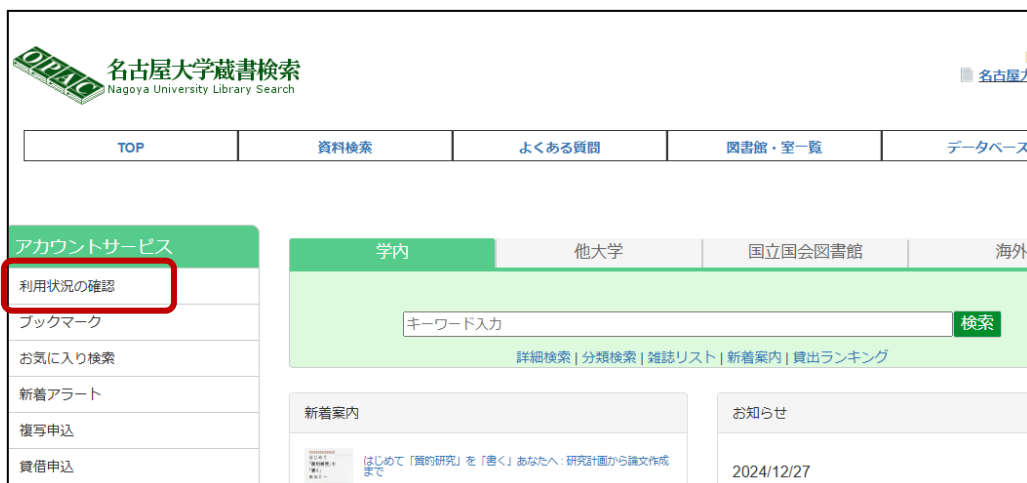 OPAC
名古屋大学蔵書検索
Nagoya University Library Search
名古屋
TOP
資料検索
よくある質問
図書館・室一覧
データベース
アカウントサービス
利用状況の確認
ブックマーク
お気に入り検索
新着アラート
複写申込
貸借申込
学内
他大学
国立国会図書館
海外
キーワード入力
検索
詳細検索 | 分類検索 | 雑誌リスト | 新着案内 | 貸出ランキング
新着案内
はじめて「質的研究」を「書く」あなたへ : 研究計画から論文作成
まで
お知らせ
2024/12/27